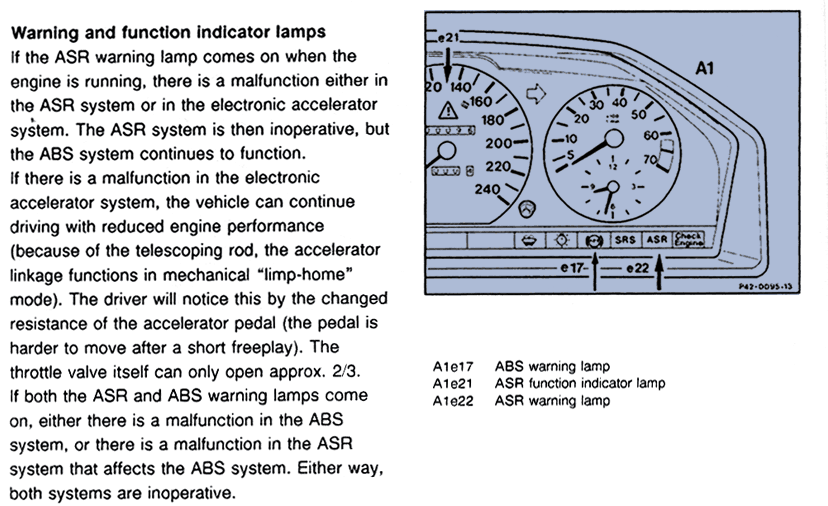 Warning and function indicator lamps
If the ASR warning lamp comes on when the
engine is running, there is a malfunction either in
the ASR system or in the electronic accelerator
system. The ASR system is then inoperative, but
the ABS system continues to function.
If there is a malfunction in the electronic
accelerator system, the vehicle can continue
driving with reduced engine performance
(because of the telescoping rod, the accelerator
linkage functions in mechanical “limp-home”
mode). The driver will notice this by the changed
resistance of the accelerator pedal (the pedal is
harder to move after a short freeplay). The
throttle valve itself can only open approx. 2/3.
If both the ASR and ABS warning lamps come
on, either there is a malfunction in the ABS
system, or there is a malfunction in the ASR
system that affects the ABS system. Either way,
both systems are inoperative.
e21
A1
20 140
160
180
200
220
240
5
10
20
30
40
50
60
70
12
3
6
9
SRS
ASR
Check
Engine
e17
e22
P42-0095-13
A1e17 ABS warning lamp
A1e21 ASR function indicator lamp
A1e22 ASR warning lamp